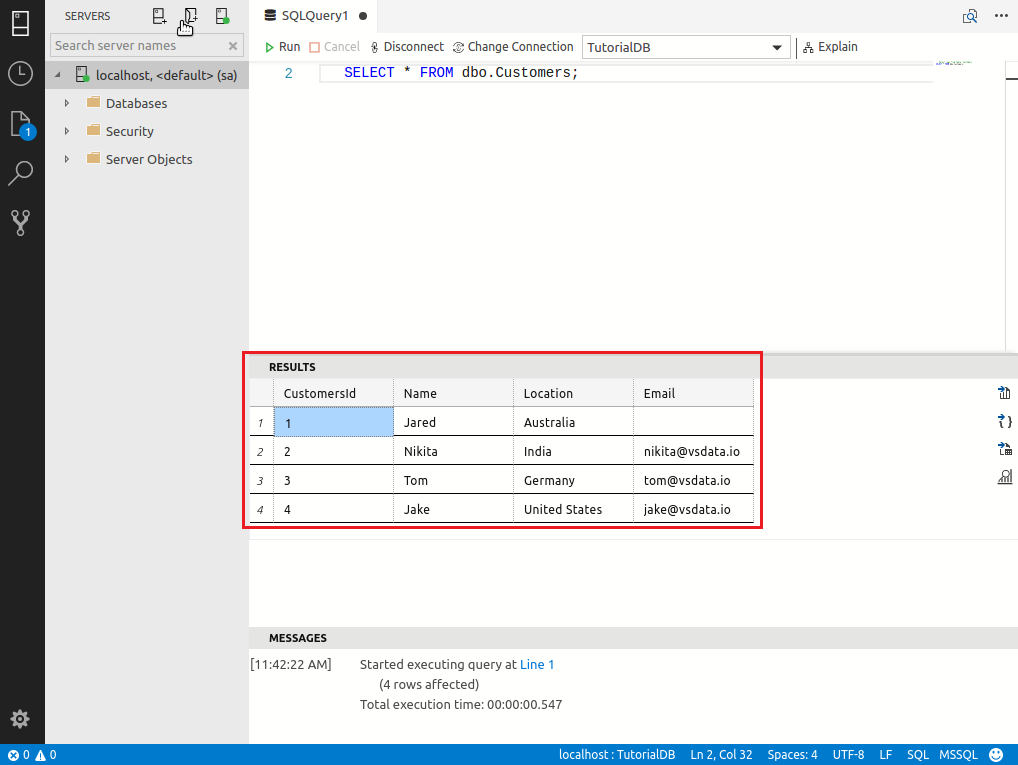 SERVERS
SQLQuery1
Search server names
Run Cancel Disconnect Change Connection TutorialDB Explain
localhost, <default> (sa)
2 SELECT * FROM dbo.Customers;
Databases
1
Security
Server Objects
RESULTS
CustomersId Name Location Email
1 1 Jared Australia
2 2 Nikita India nikita@vsdata.io
3 3 Tom Germany tom@vsdata.io
4 4 Jake United States jake@vsdata.io
MESSAGES
[11:42:22 AM] Started executing query at Line 1
(4 rows affected)
Total execution time: 00:00:00.547
0 0 localhost : TutorialDB Ln 2, Col 32 Spaces: 4 UTF-8 LF SQL MSSQL